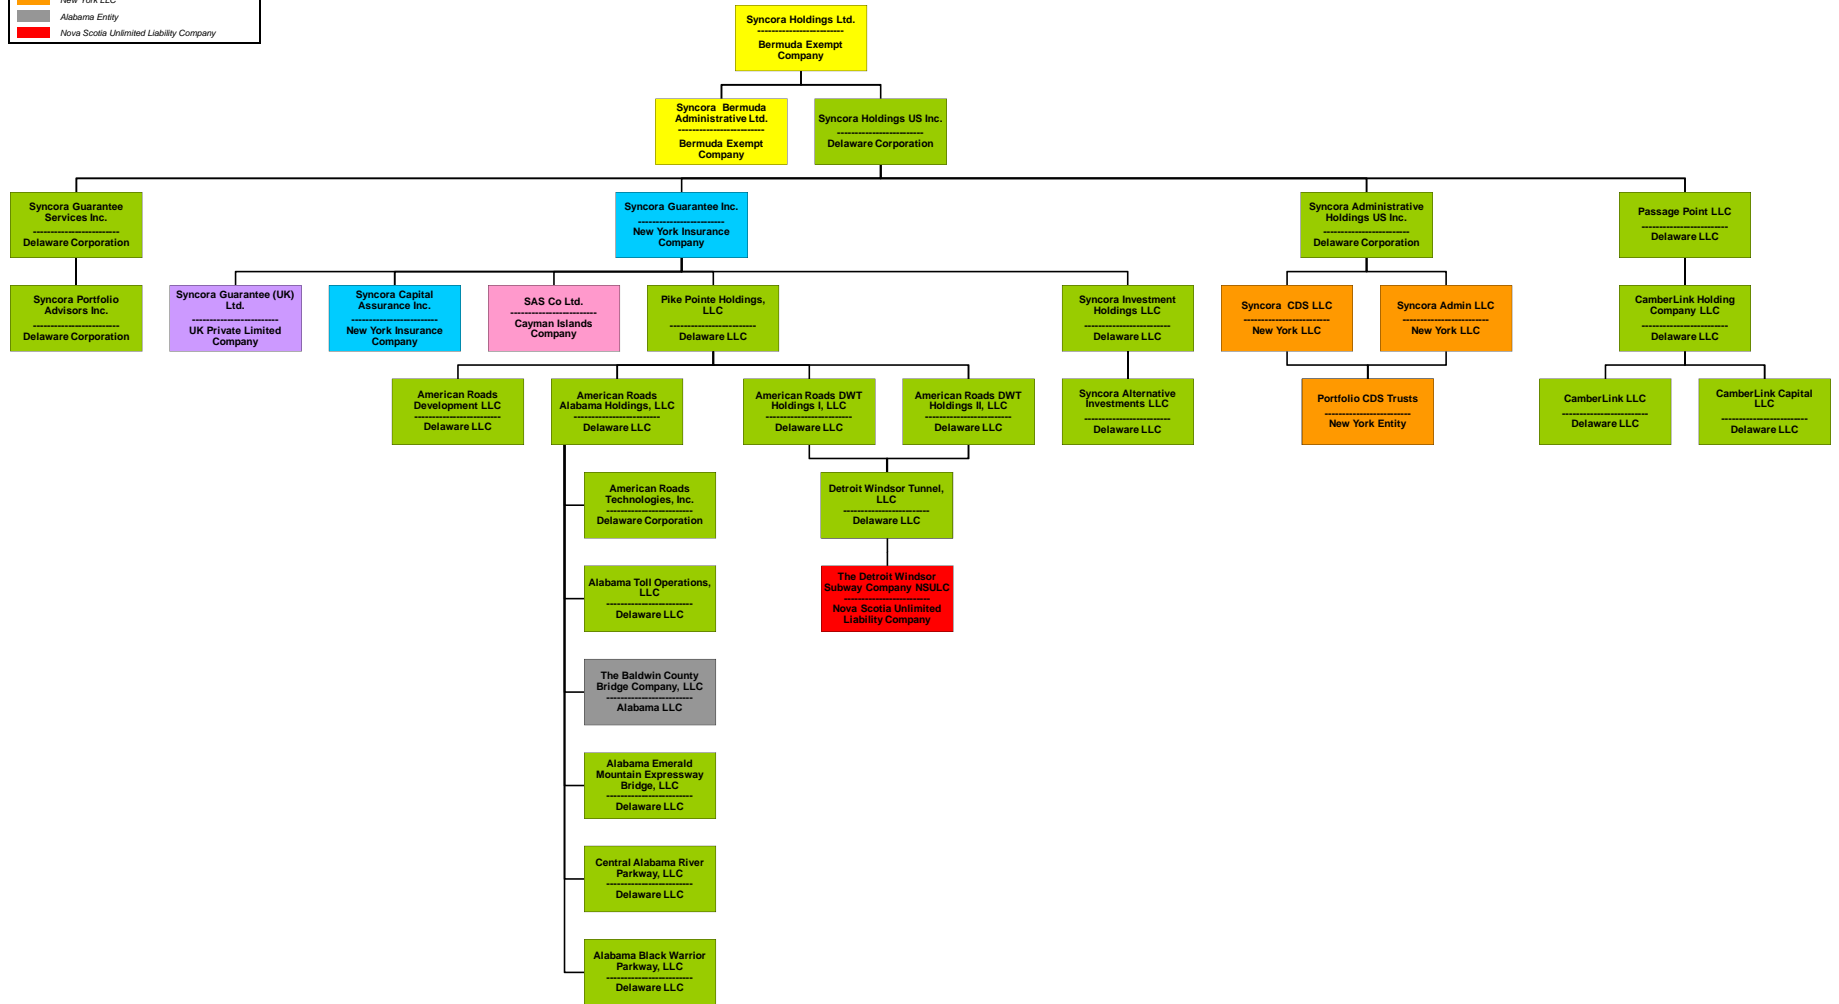 New York LLC
Alabama Entity
Nova Scotia Unlimited Liability Company
Syncora Holdings Ltd.
------------------------
Bermuda Exempt
Company
Syncora Bermuda
Administrative Ltd.
------------------------
Bermuda Exempt
Company
Syncora Holdings US Inc.
------------------------
Delaware Corporation
Syncora Guarantee
Services Inc.
------------------------
Delaware Corporation
Syncora Guarantee Inc.
------------------------
New York Insurance
Company
Syncora Administrative
Holdings US Inc.
------------------------
Delaware Corporation
Passage Point LLC
------------------------
Delaware LLC
Syncora Portfolio
Advisors Inc.
------------------------
Delaware Corporation
Syncora Guarantee (UK)
Ltd.
------------------------
UK Private Limited
Company
Syncora Capital
Assurance Inc.
------------------------
New York Insurance
Company
SAS Co Ltd.
------------------------
Cayman Islands
Company
Pike Pointe Holdings,
LLC
------------------------
Delaware LLC
Syncora Investment
Holdings LLC
------------------------
Delaware LLC
Syncora CDS LLC
------------------------
New York LLC
Syncora Admin LLC
------------------------
New York LLC
CamberLink Holding
Company LLC
------------------------
Delaware LLC
American Roads
Development LLC
------------------------
Delaware LLC
American Roads
Alabama Holdings, LLC
------------------------
Delaware LLC
American Roads DWT
Holdings I, LLC
------------------------
Delaware LLC
American Roads DWT
Holdings II, LLC
------------------------
Delaware LLC
Syncora Alternative
Investments LLC
------------------------
Delaware LLC
Portfolio CDS Trusts
------------------------
New York Entity
CamberLink LLC
------------------------
Delaware LLC
CamberLink Capital
LLC
------------------------
Delaware LLC
American Roads
Technologies, Inc.
------------------------
Delaware Corporation
Detroit Windsor Tunnel,
LLC
------------------------
Delaware LLC
Alabama Toll Operations,
LLC
------------------------
Delaware LLC
The Detroit Windsor
Subway Company NSULC
------------------------
Nova Scotia Unlimited
Liability Company
The Baldwin County
Bridge Company, LLC
------------------------
Alabama LLC
Alabama Emerald
Mountain Expressway
Bridge, LLC
------------------------
Delaware LLC
Central Alabama River
Parkway, LLC
------------------------
Delaware LLC
Alabama Black Warrior
Parkway, LLC
------------------------
Delaware LLC